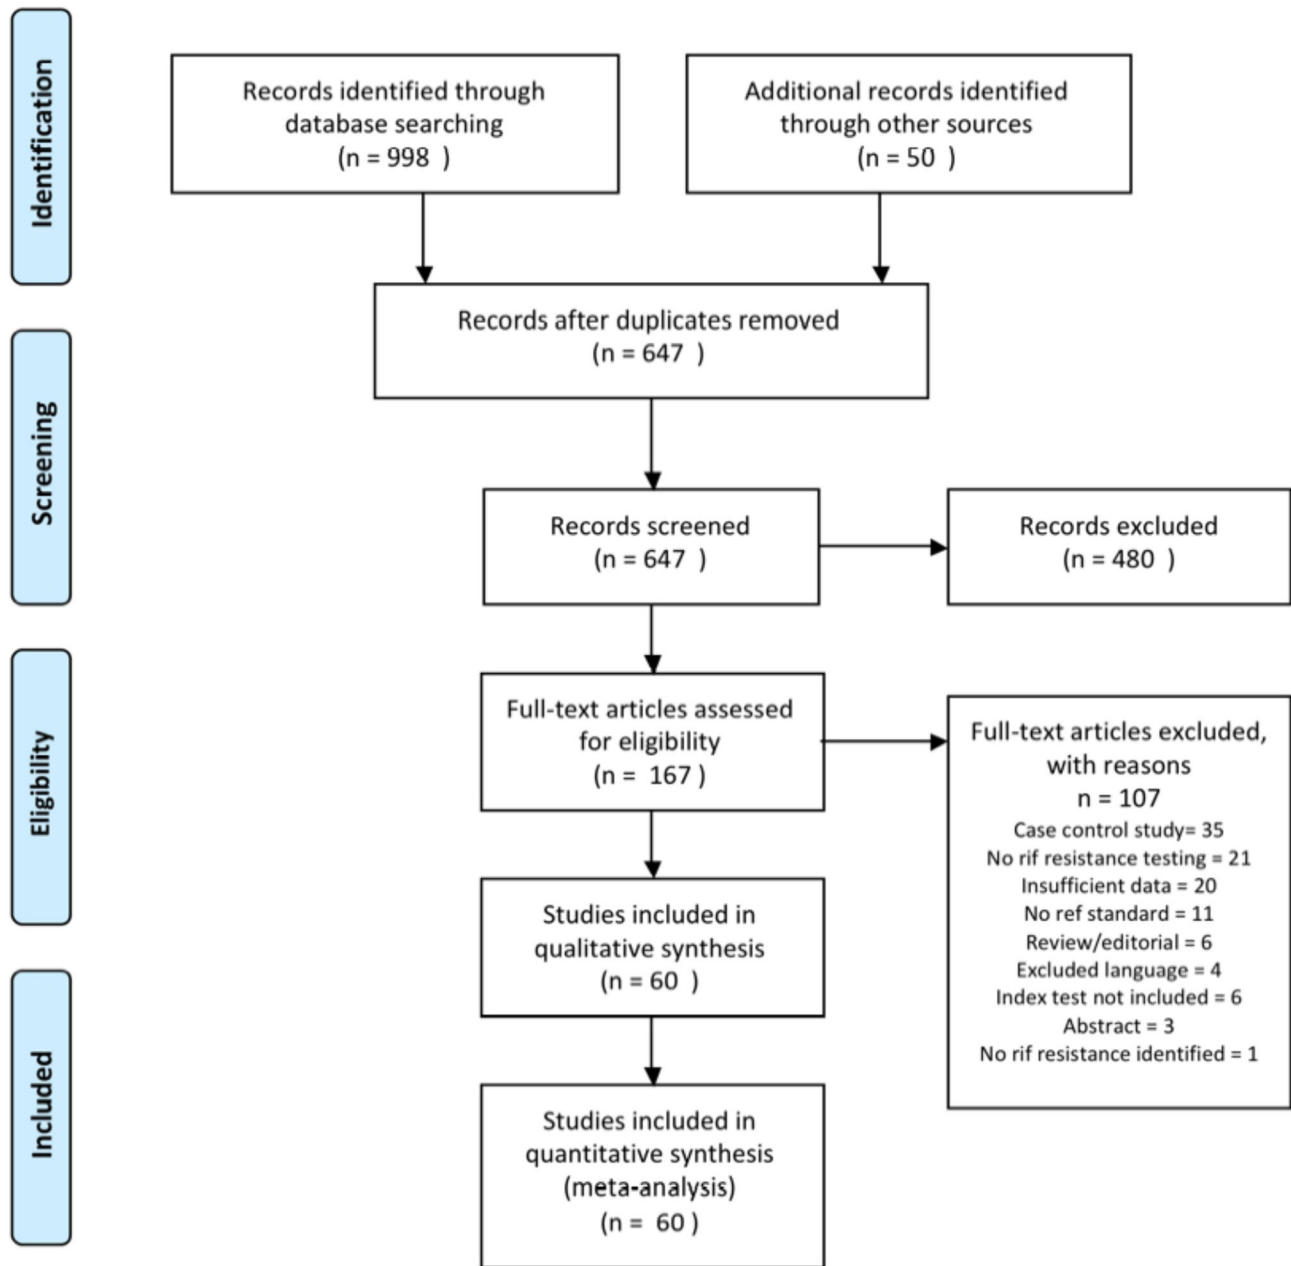 Identification
Records identified through
database searching
(n = 998  )
Additional records identified
through other sources
(n = 50  )
Records after duplicates removed
(n = 647  )
Screening
Records screened
(n = 647  )
Records excluded
(n = 480  )
Eligibility
Full-text articles assessed
for eligibility
(n =  167 )
Full-text articles excluded,
with reasons
n = 107
Case control study= 35
No rif resistance testing = 21
Insufficient data = 20
No ref standard = 11
Review/editorial = 6
Excluded language = 4
Index test not included = 6
Abstract = 3
No rif resistance identified = 1
Studies included in
qualitative synthesis
(n = 60  )
Included
Studies included in
quantitative synthesis
(meta-analysis)
(n =  60 )